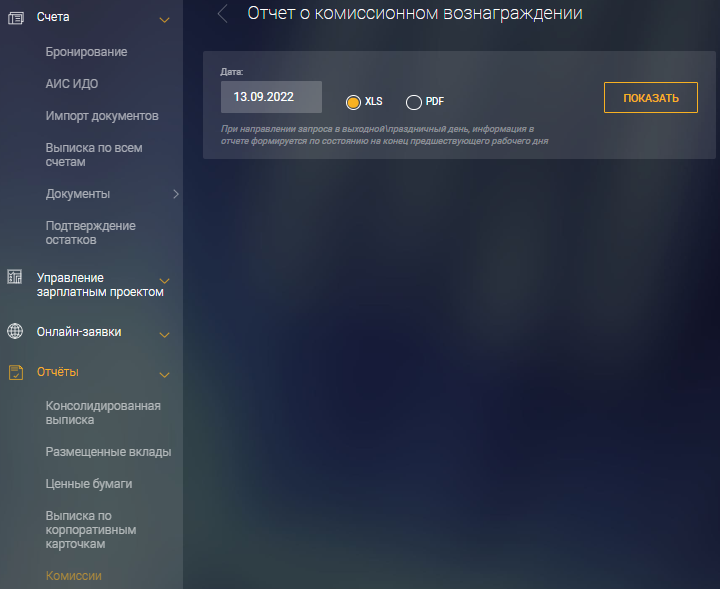 Счета
Бронирование
АИС ИДО
Импорт документов
Выписка по всем
счетам
Документы
Подтверждение
остатков
Управление
зарплатным проектом
Онлайн-заявки
Отчёты
Консолидированная
выписка
Размещенные вклады
Ценные бумаги
Выписка по
корпоративным
карточкам
Комиссии
Отчет о комиссионном вознаграждении
Дата:
13.09.2022
XLS
PDF
ПОКАЗАТЬ
При направлении запроса в выходной\праздничный день, информация в
отчете формируется по состоянию на конец предшествующего рабочего дня